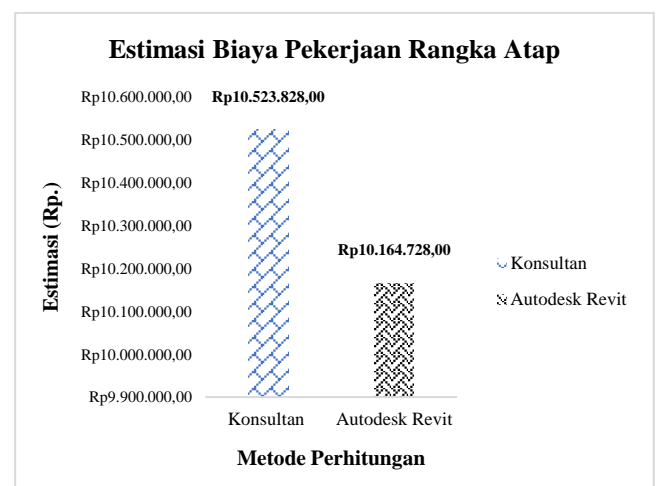 Estimasi Biaya Pekerjaan Rangka Atap
Rp10.600.000,00
Rp10.523.828,00
Rp10.500.000,00
Rp10.400.000,00
Rp10.300.000,00
Rp10.164.728,00
Rp10.200.000,00
Rp10.100.000,00
Rp10.000.000,00
Rp9.900.000,00
Estimasi (Rp.)
Konsultan
Autodesk Revit
Metode Perhitungan
Konsultan
Autodesk Revit